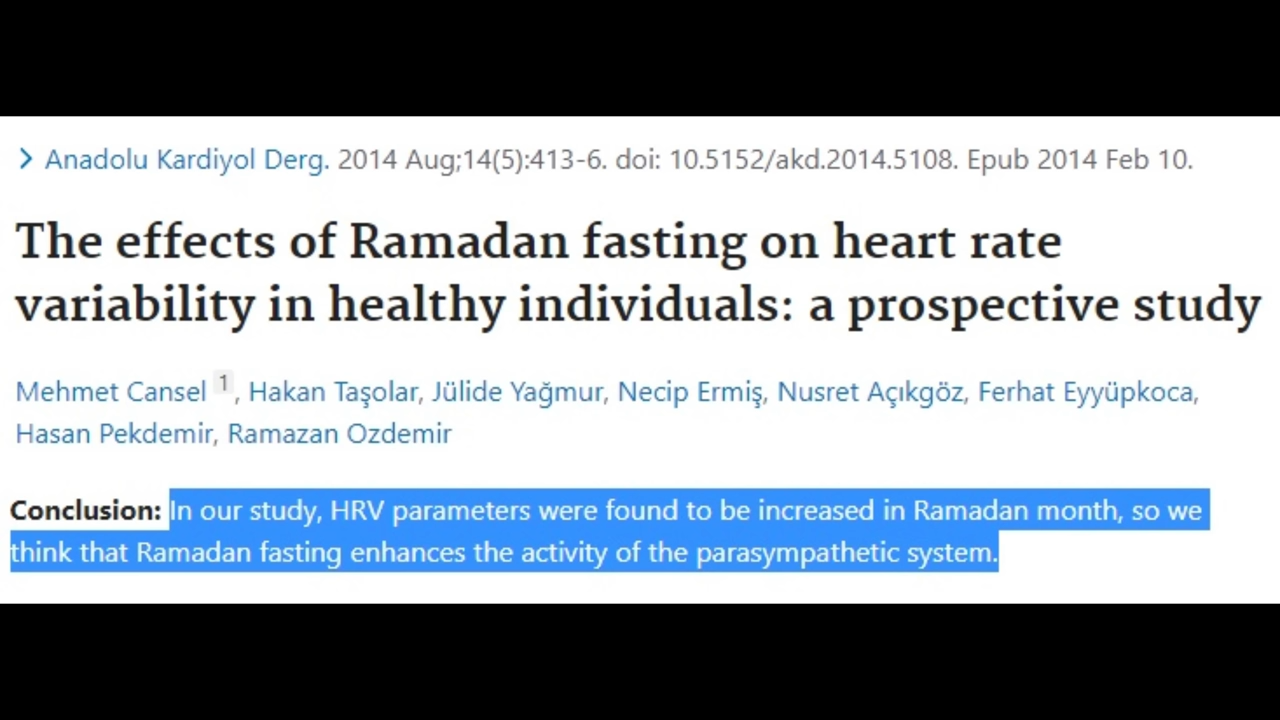 > Anadolu Kardiyol Derg. 2014 Aug;14(5):413-6. doi: 10.5152/akd.2014.5108. Epub 2014 Feb 10.
The effects of Ramadan fasting on heart rate
variability in healthy individuals: a prospective study
Mehmet Cansel 1, Hakan Taşolar, Jülide Yağmur, Necip Ermiş, Nusret Açıkgöz, Ferhat Eyyüpkoca,
Hasan Pekdemir, Ramazan Ozdemir
Conclusion: In our study, HRV parameters were found to be increased in Ramadan month, so we
think that Ramadan fasting enhances the activity of the parasympathetic system.